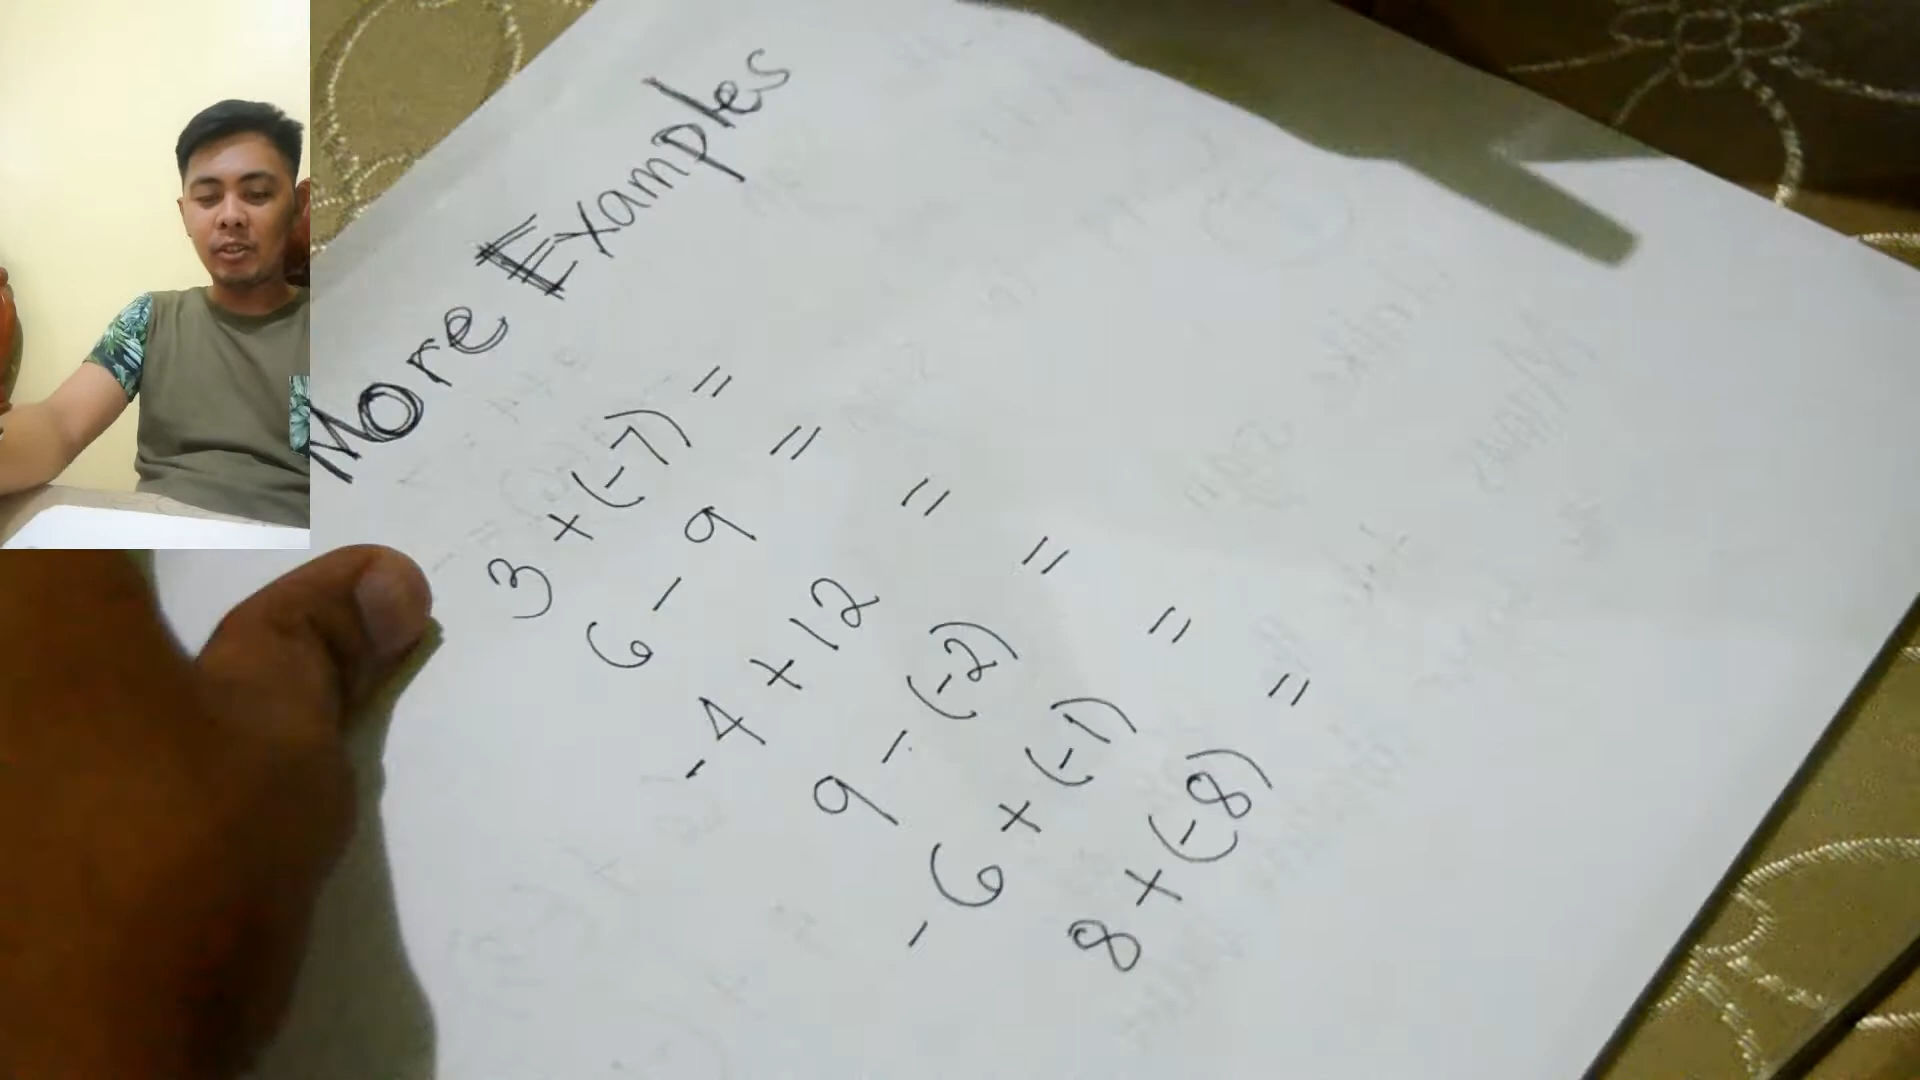 More Examples
3 + (-7) =
6 - 9 =
-4 + 12 =
9 - (-2) =
-6 + (-1) =
8 + (-8) =